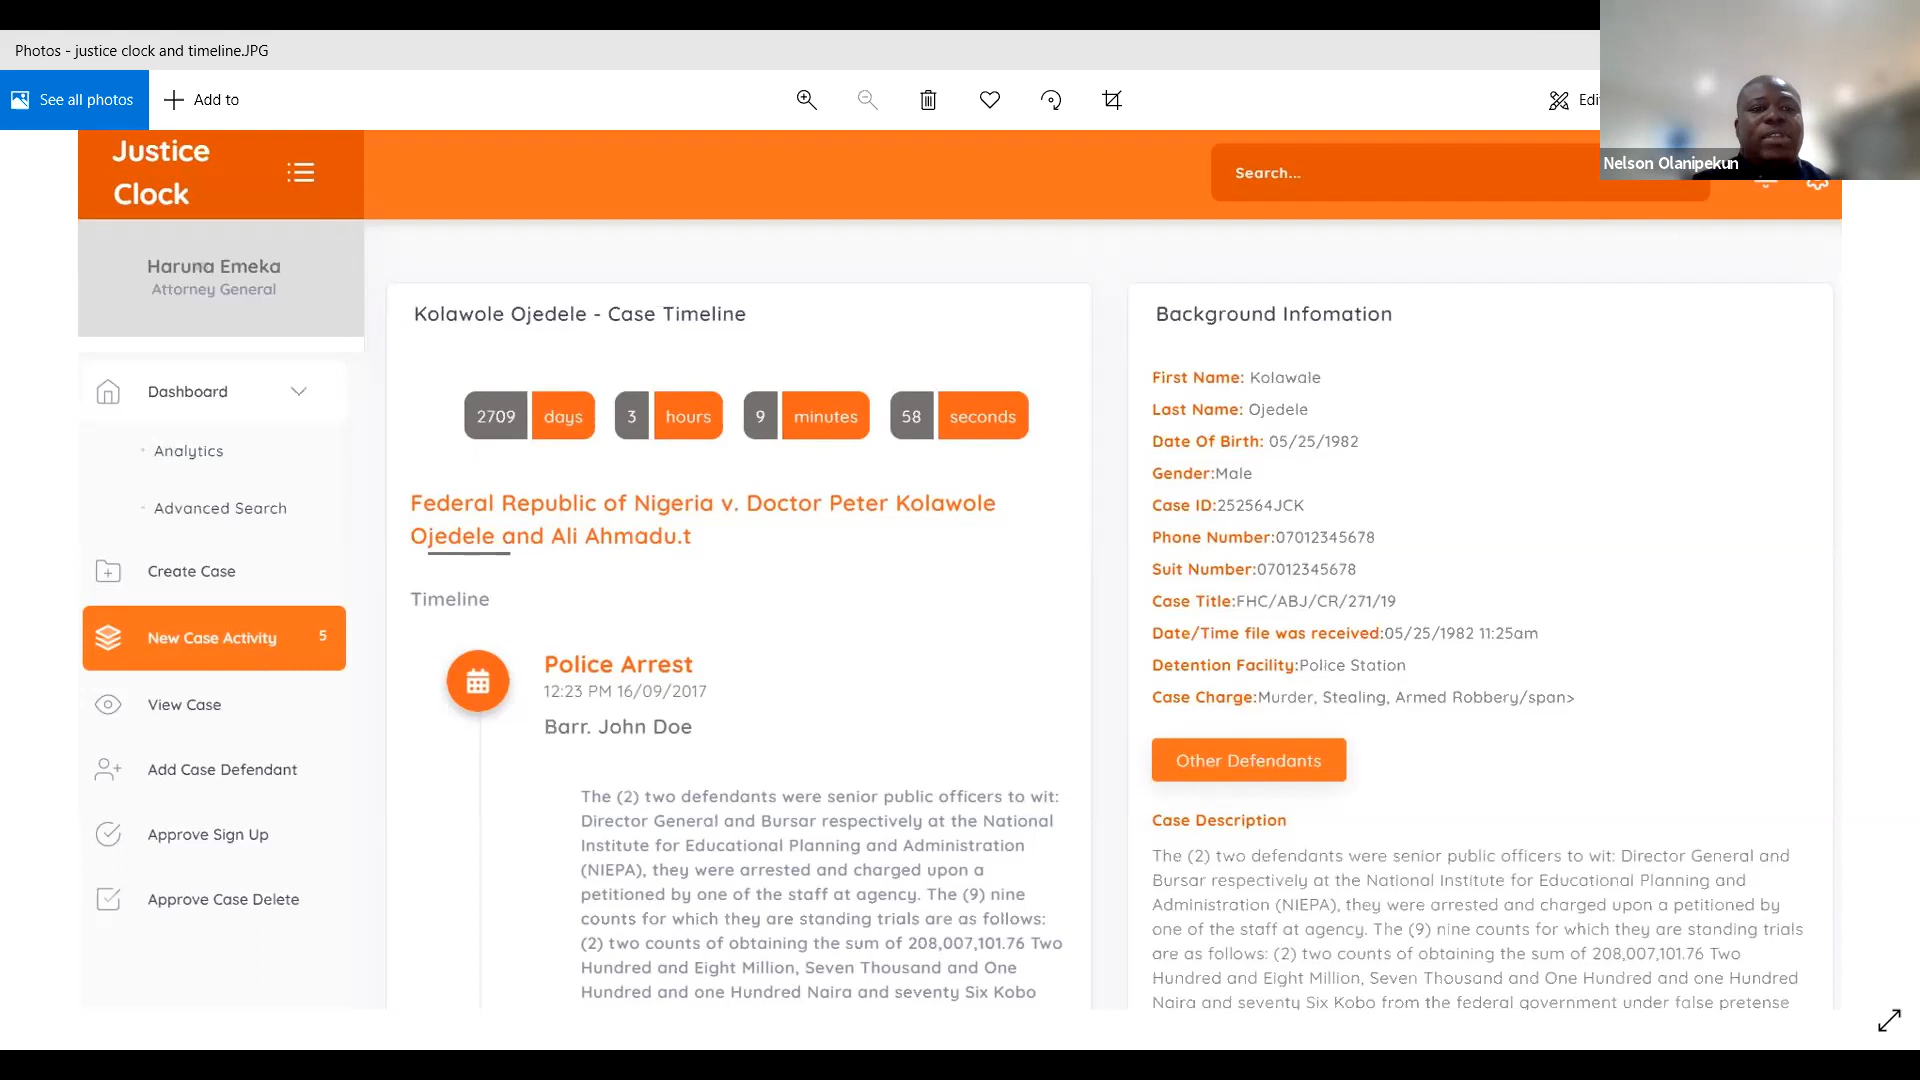 Photos - justice clock and timeline.JPG
See all photos
Add to
Nelson Olanipekun
Justice
Clock
Search...
Haruna Emeka
Attorney General
Dashboard
Analytics
Advanced Search
Create Case
New Case Activity 5
View Case
Add Case Defendant
Approve Sign Up
Approve Case Delete
Kolawole Ojedele - Case Timeline
2709 days 3 hours 9 minutes 58 seconds
Federal Republic of Nigeria v. Doctor Peter Kolawole
Ojedele and Ali Ahmadu.t
Timeline
Police Arrest
12:23 PM 16/09/2017
Barr. John Doe
The (2) two defendants were senior public officers to wit:
Director General and Bursar respectively at the National
Institute for Educational Planning and Administration
(NIEPA), they were arrested and charged upon a
petitioned by one of the staff at agency. The (9) nine
counts for which they are standing trials are as follows:
(2) two counts of obtaining the sum of 208,007,101.76 Two
Hundred and Eight Million, Seven Thousand and One
Hundred and one Hundred Naira and seventy Six Kobo
Background Infomation
First Name: Kolawale
Last Name: Ojedele
Date Of Birth: 05/25/1982
Gender:Male
Case ID:252564JCK
Phone Number:07012345678
Suit Number:07012345678
Case Title:FHC/ABJ/CR/271/19
Date/Time file was received:05/25/1982 11:25am
Detention Facility:Police Station
Case Charge:Murder, Stealing, Armed Robbery/span>
Other Defendants
Case Description
The (2) two defendants were senior public officers to wit: Director General and
Bursar respectively at the National Institute for Educational Planning and
Administration (NIEPA), they were arrested and charged upon a petitioned by
one of the staff at agency. The (9) nine counts for which they are standing trials
are as follows: (2) two counts of obtaining the sum of 208,007,101.76 Two
Hundred and Eight Million, Seven Thousand and One Hundred and one Hundred
Naira and seventy Six Kobo from the federal government under false pretense